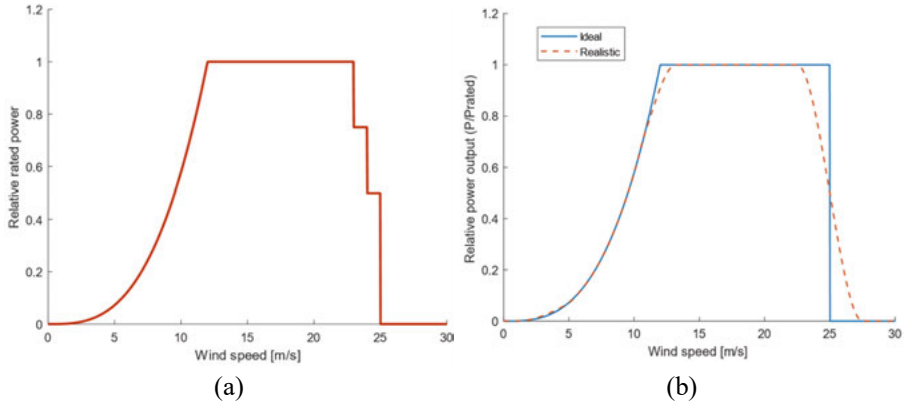 1.2
1
0.8
0.6
0.4
0.2
0
Relative rated power
0 5 10 15 20 25 30
Wind speed [m/s]
(a)
1.2
1
0.8
0.6
0.4
0.2
0
Relative power output (P/Prated)
Ideal
Realistic
0 5 10 15 20 25 30
Wind speed [m/s]
(b)